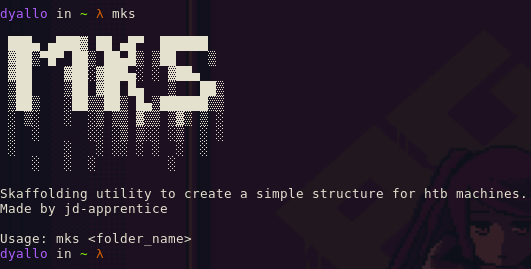 dyallo in ~ λ mks
mks
Skaffolding utility to create a simple structure for htb machines.
Made by jd-apprentice
Usage: mks <folder_name>
dyallo in ~ λ